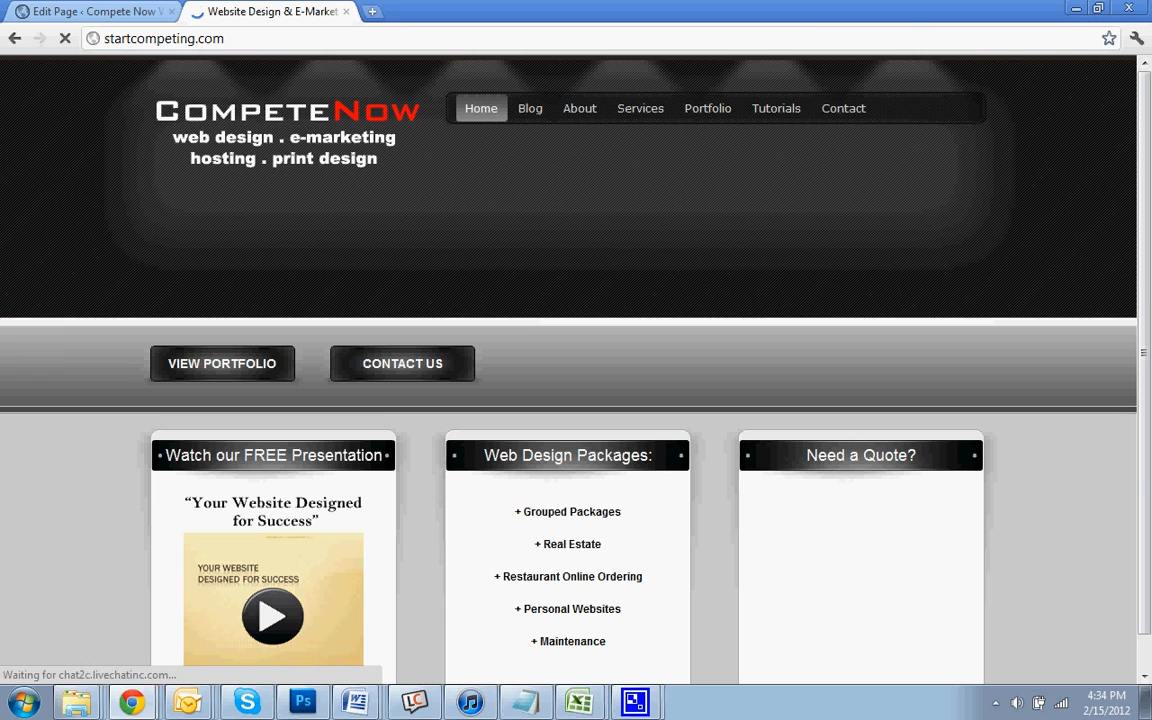 Edit Page ‹ Compete Now W
Website Design & E-Market
startcompeting.com
COMPETENOW
web design . e-marketing
hosting . print design
Home
Blog
About
Services
Portfolio
Tutorials
Contact
VIEW PORTFOLIO
CONTACT US
Watch our FREE Presentation
Web Design Packages:
Need a Quote?
“Your Website Designed
for Success”
YOUR WEBSITE
DESIGNED FOR SUCCESS
+ Grouped Packages
+ Real Estate
+ Restaurant Online Ordering
+ Personal Websites
+ Maintenance
Waiting for chat2c.livechatinc.com...
Ps
LC
4:34 PM
2/15/2012